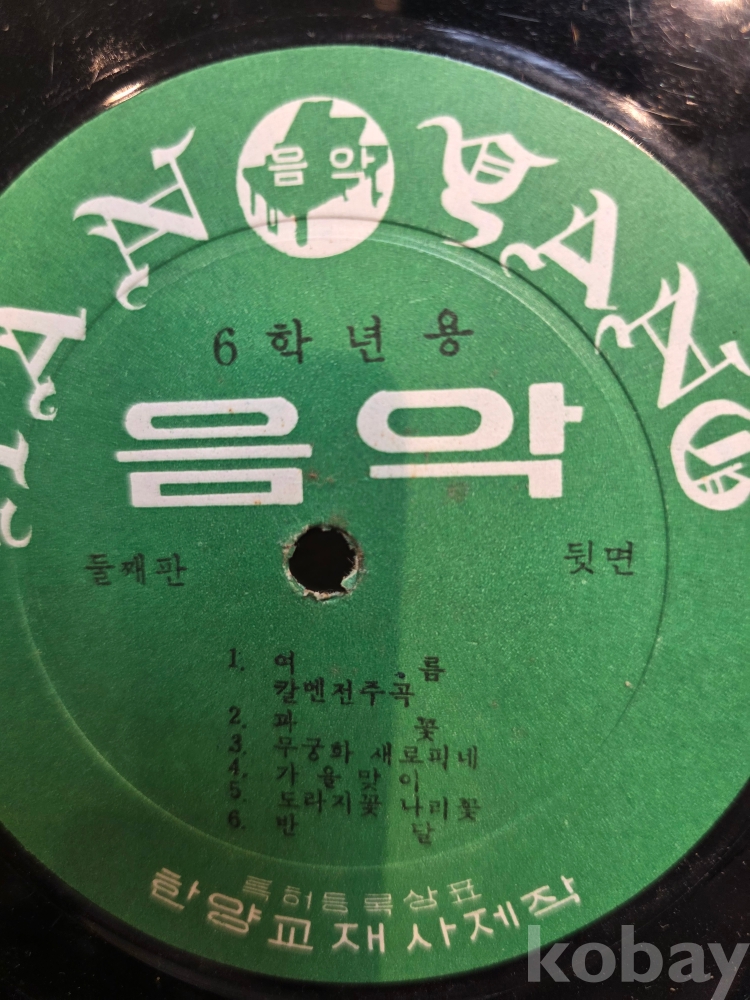 HAN YANG
음악
6학년용
음악
둘째판 뒷면
1. 여름
칼멘전주곡
2. 파꽃
3. 무궁화 새로피네
4. 가을맞이
5. 도라지꽃 나리꽃
6. 반달
특허등록상표
한양교재사제작
kobay